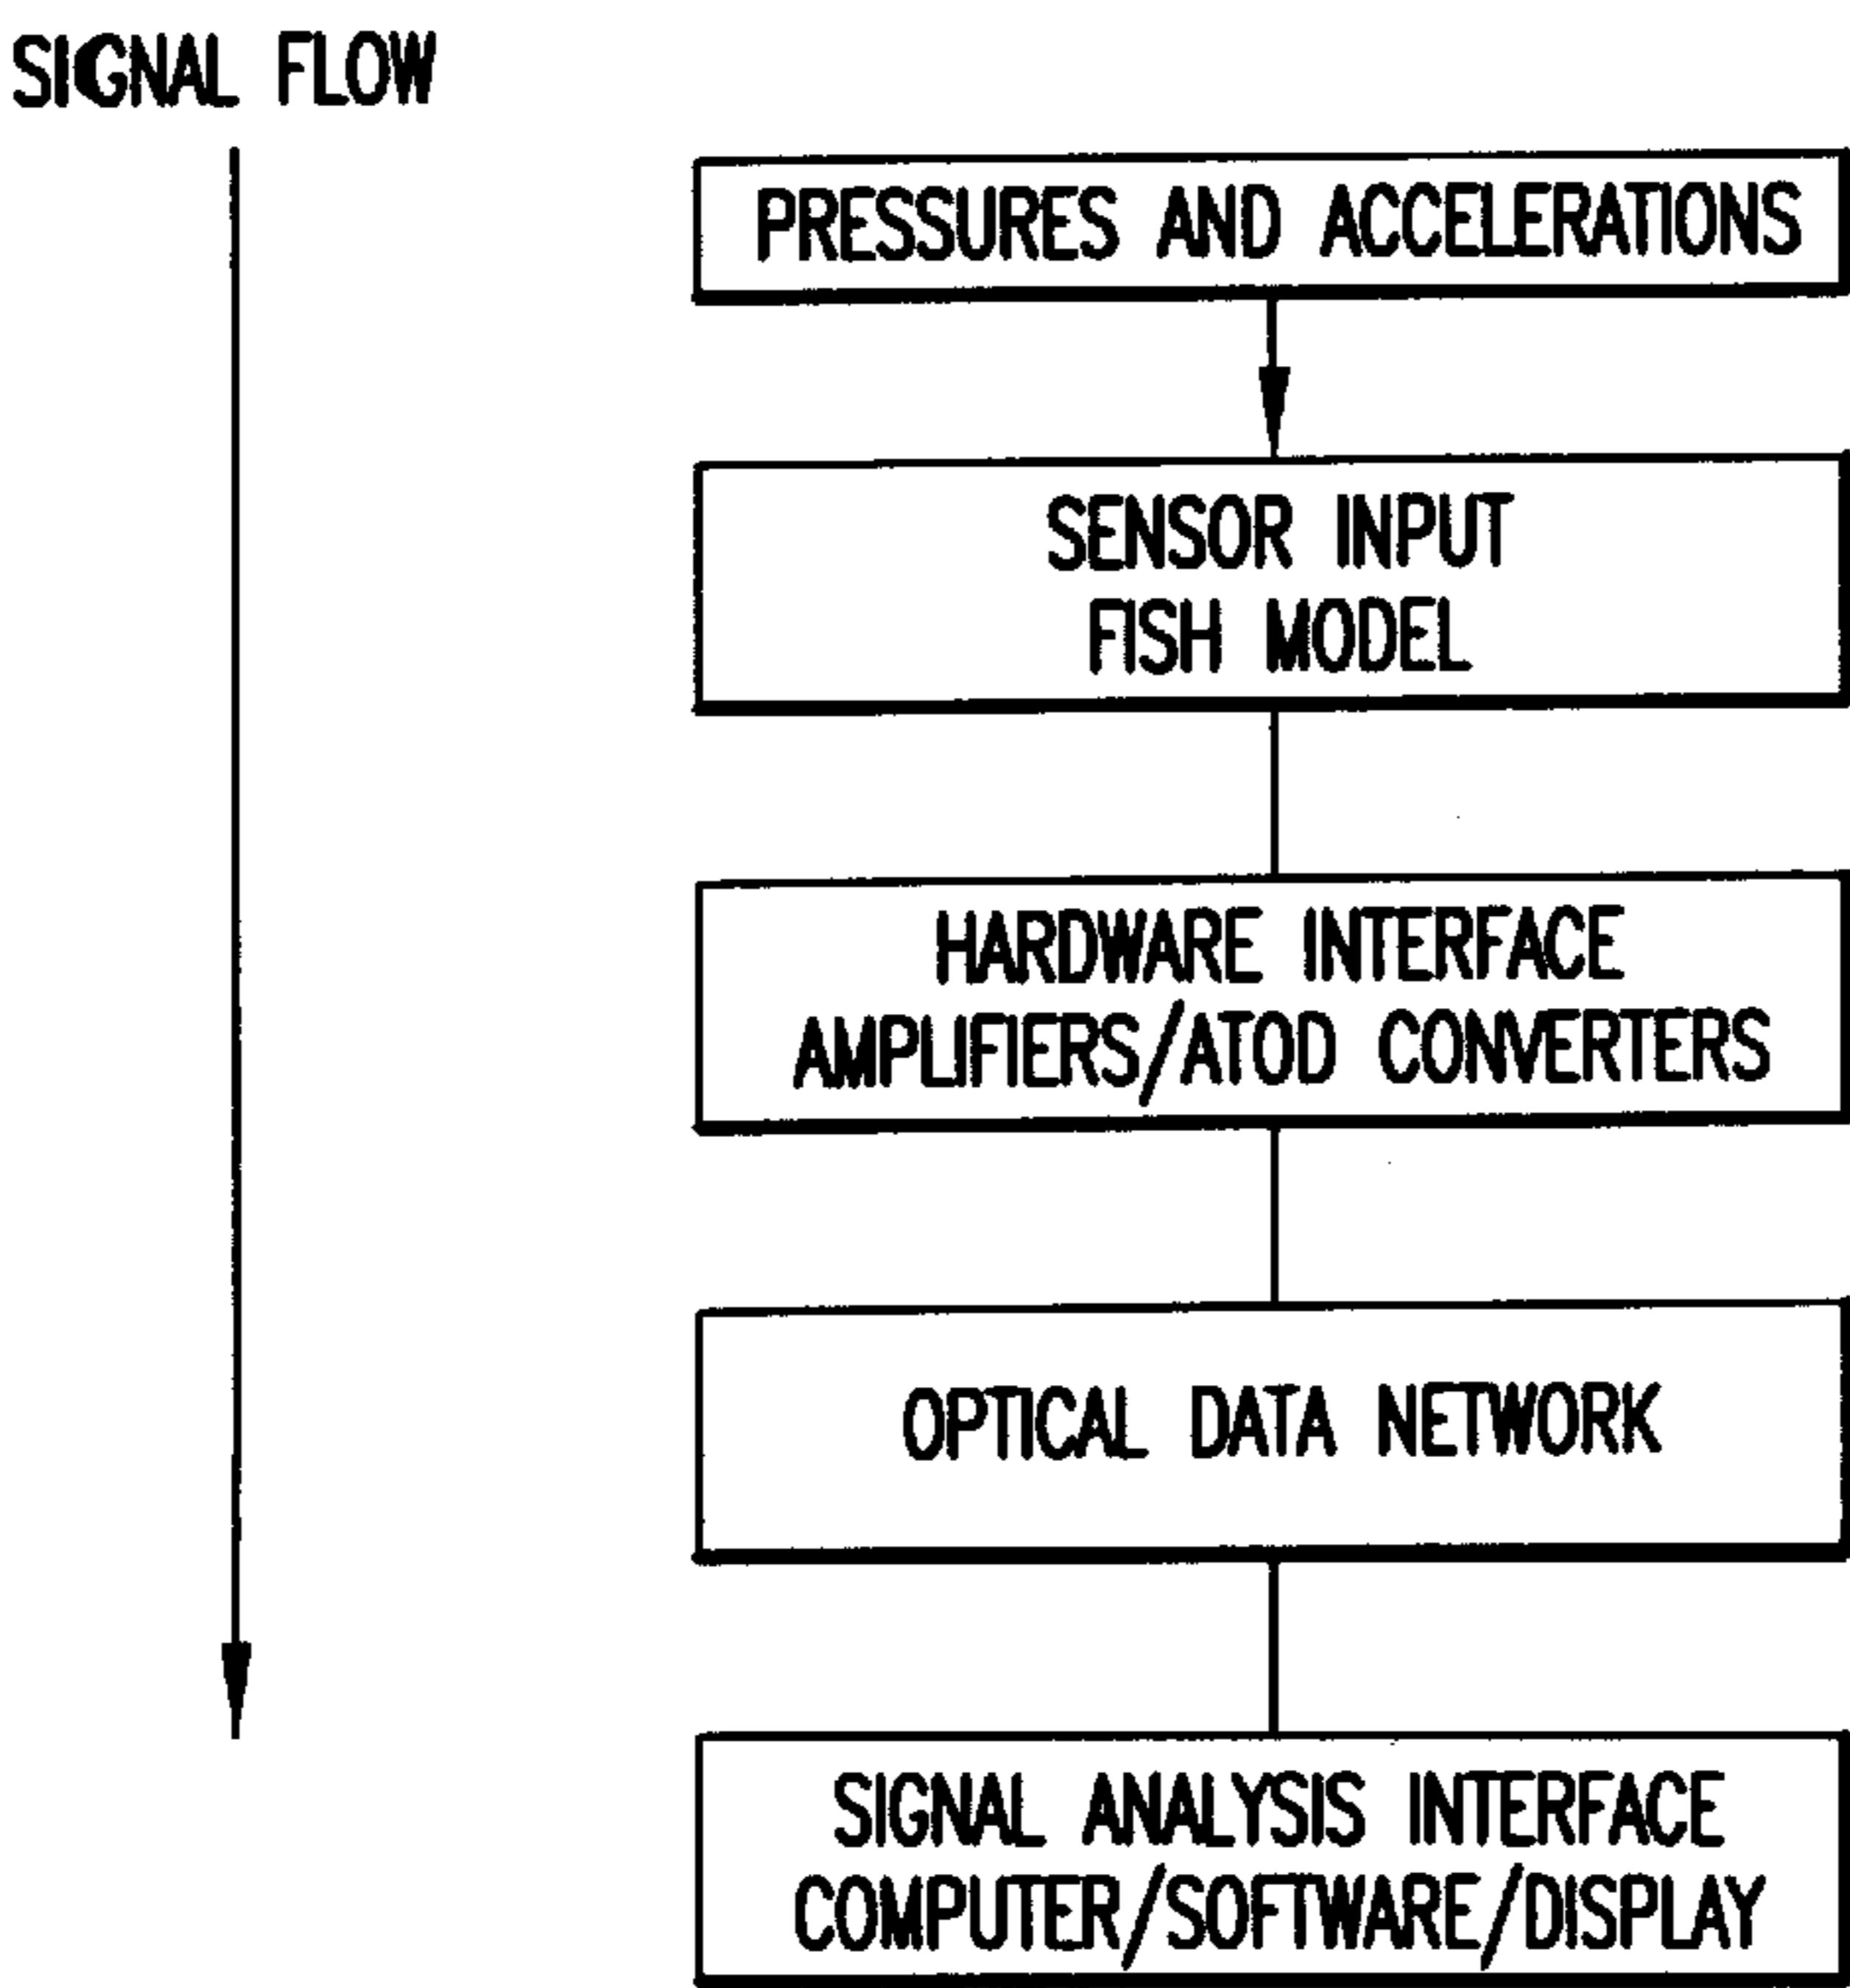 SIGNAL FLOW
PRESSURES AND ACCELERATIONS
SENSOR INPUT
FISH MODEL
HARDWARE INTERFACE
AMPLIFIERS/ATOD CONVERTERS
OPTICAL DATA NETWORK
SIGNAL ANALYSIS INTERFACE
COMPUTER/SOFTWARE/DISPLAY